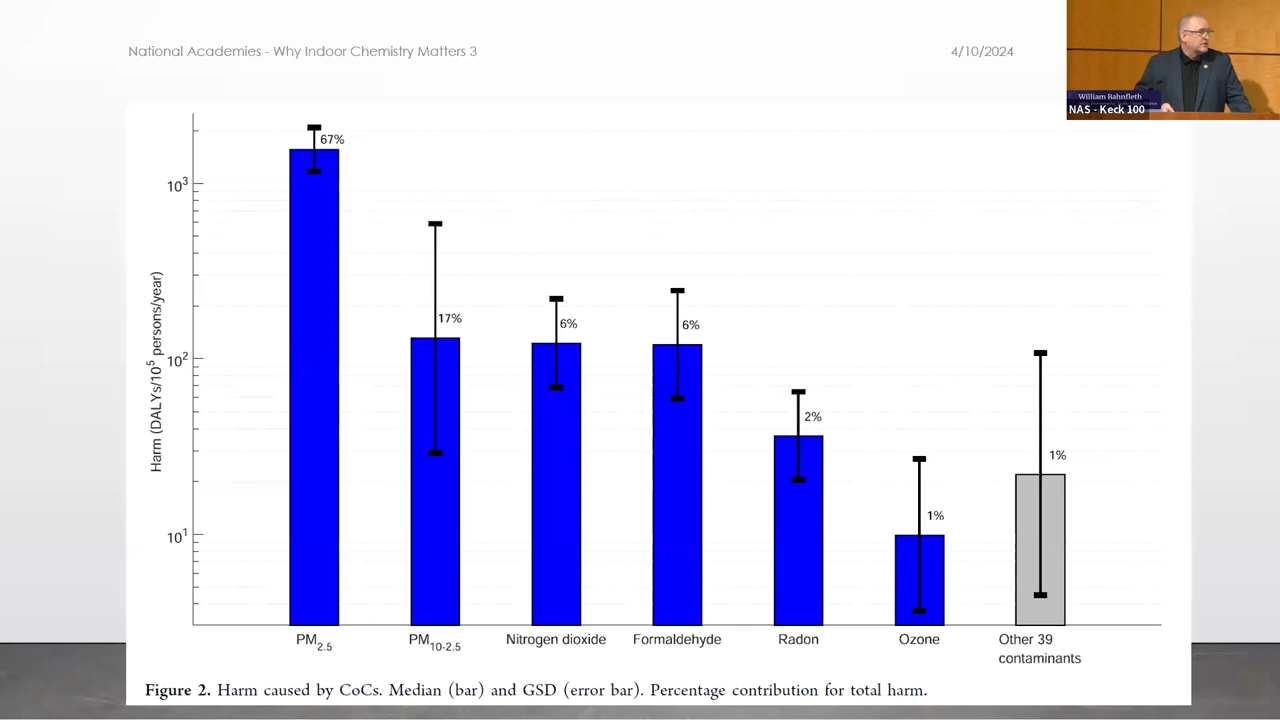 National Academies - Why Indoor Chemistry Matters 3
4/10/2024
William Bahnfleth
NAS - Keck 100
Harm (DALYs/10⁵ persons/year)
10³
10²
10¹
67%
17%
6%
6%
2%
1%
1%
PM2.5
PM10-2.5
Nitrogen dioxide
Formaldehyde
Radon
Ozone
Other 39
contaminants
Figure 2. Harm caused by CoCs. Median (bar) and GSD (error bar). Percentage contribution for total harm.